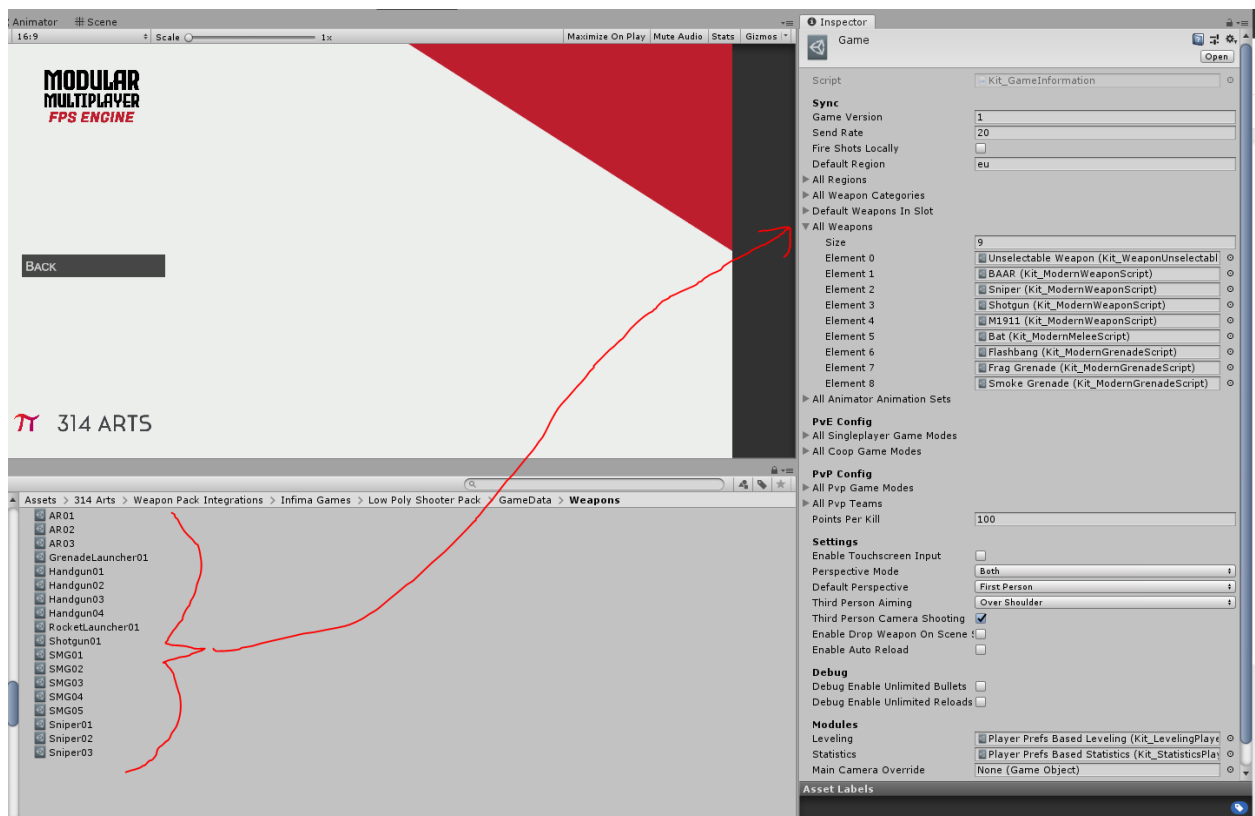 Animator # Scene
16:9 Scale 1x Maximize On Play Mute Audio Stats Gizmos
MODULAR
MULTIPLAYER
FPS ENGINE
BACK
π 314 ARTS
Assets > 314 Arts > Weapon Pack Integrations > Infima Games > Low Poly Shooter Pack > GameData > Weapons
AR01
AR02
AR03
GrenadeLauncher01
Handgun01
Handgun02
Handgun03
Handgun04
RocketLauncher01
Shotgun01
SMG01
SMG02
SMG03
SMG04
SMG05
Sniper01
Sniper02
Sniper03
Inspector
Game
Open
Script Kit_GameInformation
Sync
Game Version 1
Send Rate 20
Fire Shots Locally
Default Region eu
All Regions
All Weapon Categories
Default Weapons In Slot
All Weapons
Size 9
Element 0 Unselectable Weapon (Kit_WeaponUnselectabl
Element 1 BAAR (Kit_ModernWeaponScript)
Element 2 Sniper (Kit_ModernWeaponScript)
Element 3 Shotgun (Kit_ModernWeaponScript)
Element 4 M1911 (Kit_ModernWeaponScript)
Element 5 Bat (Kit_ModernMeleeScript)
Element 6 Flashbang (Kit_ModernGrenadeScript)
Element 7 Frag Grenade (Kit_ModernGrenadeScript)
Element 8 Smoke Grenade (Kit_ModernGrenadeScript)
All Animator Animation Sets
PvE Config
All Singleplayer Game Modes
All Coop Game Modes
PvP Config
All Pvp Game Modes
All Pvp Teams
Points Per Kill 100
Settings
Enable Touchscreen Input
Perspective Mode Both
Default Perspective First Person
Third Person Aiming Over Shoulder
Third Person Camera Shooting
Enable Drop Weapon On Scene
Enable Auto Reload
Debug
Debug Enable Unlimited Bullets
Debug Enable Unlimited Reloads
Modules
Leveling Player Prefs Based Leveling (Kit_LevelingPlaye
Statistics Player Prefs Based Statistics (Kit_StatisticsPlay
Main Camera Override None (Game Object)
Asset Labels